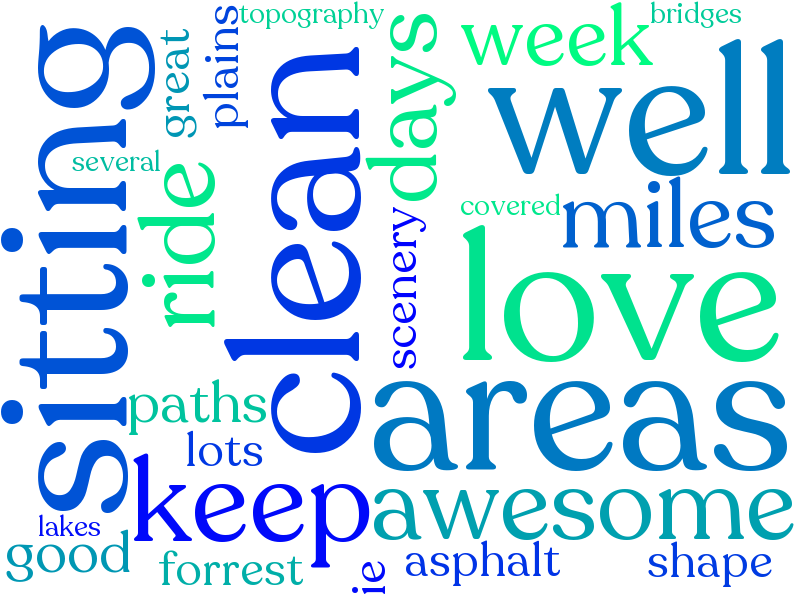 topography
bridges
plains
great
week
days
well
sitting
clean
several
ride
covered
miles
scenery
love
paths
areas
lots
keep
awesome
lakes
good
forrest
ie
asphalt
shape